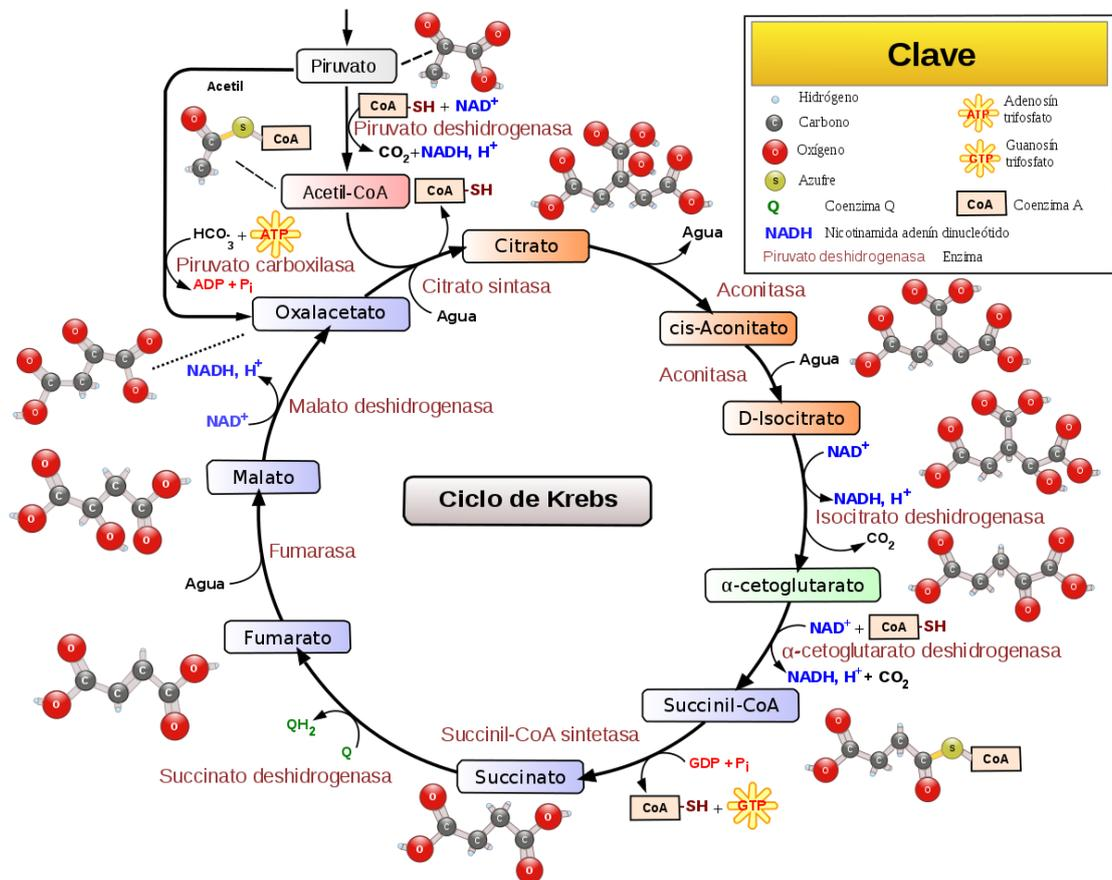 Piruvato
Acetil
CoA -SH + NAD+
Piruvato deshidrogenasa
CO2+NADH, H+
S
CoA
Acetil-CoA
CoA -SH
HCO3- + ATP
Piruvato carboxilasa
ADP + Pi
Citrato
Agua
Citrato sintasa
Agua
Oxalacetato
Aconitasa
cis-Aconitato
Agua
Aconitasa
D-Isocitrato
NAD+
NADH, H+
Isocitrato deshidrogenasa
CO2
α-cetoglutarato
NAD+ + CoA -SH
α-cetoglutarato deshidrogenasa
NADH, H+ + CO2
Succinil-CoA
S
CoA
Succinil-CoA sintetasa
GDP + Pi
CoA -SH + GTP
Succinato
Succinato deshidrogenasa
Q
QH2
Fumarato
Agua
Fumarasa
Malato
Malato deshidrogenasa
NAD+
NADH, H+
Ciclo de Krebs
Clave
Hidrógeno
Carbono
Oxígeno
Azufre
Q Coenzima Q
NADH Nicotinamida adenín dinucleótido
Piruvato deshidrogenasa Enzima
ATP Adenosín
trifosfato
GTP Guanosín
trifosfato
CoA Coenzima A